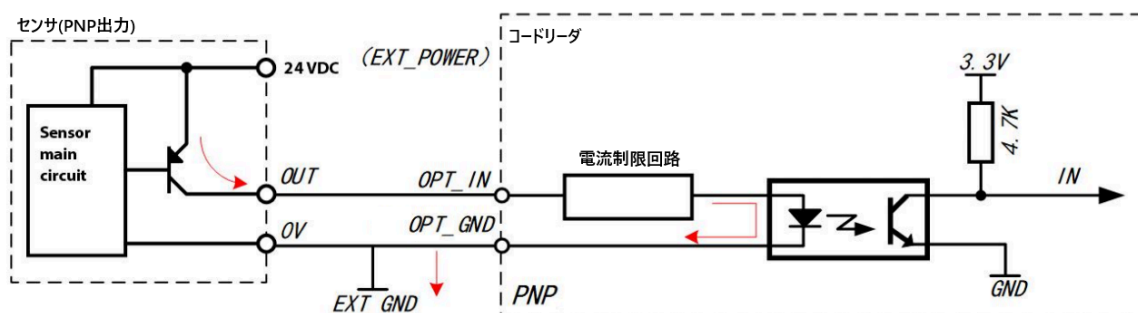 センサ(PNP出力)
コードリーダ
24 VDC
(EXT_POWER)
3.3V
4.7K
Sensor
main
circuit
電流制限回路
OUT
OPT_IN
IN
0V
OPT_GND
EXT GND
PNP
GND